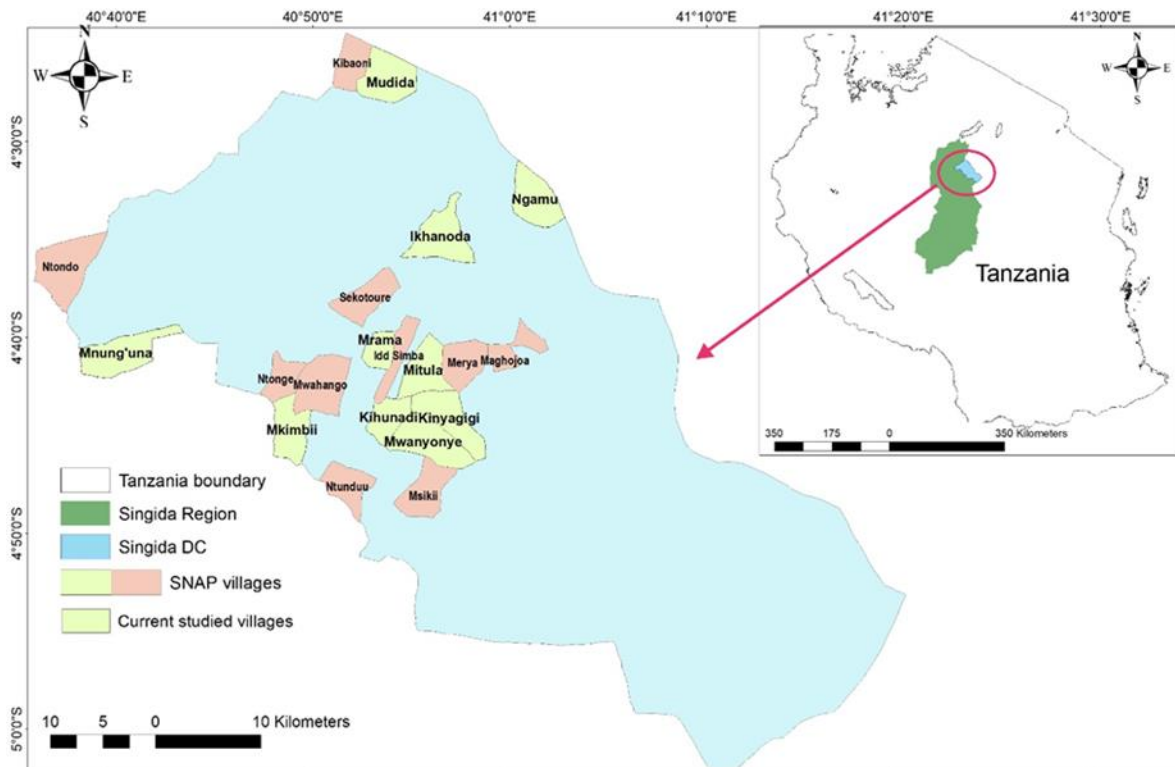 40°40'0"E 40°50'0"E 41°0'0"E 41°10'0"E 41°20'0"E 41°30'0"E
N
W E
S
4°30'0"S
4°40'0"S
4°50'0"S
5°0'0"S
Kibaoni
Mudida
Ngamu
Ikhanoda
Ntondo
Sekotoure
Mnung'una
Mrama
Idd Simba
Mitula
Merya
Maghojoa
Ntonge
Mwahango
Kihunadi
Kinyagigi
Mkimbii
Mwanyonye
Ntunduu
Msikii
Tanzania boundary
Singida Region
Singida DC
SNAP villages
Current studied villages
10 5 0 10 Kilometers
N
W E
S
Tanzania
350 175 0 350 Kilometers